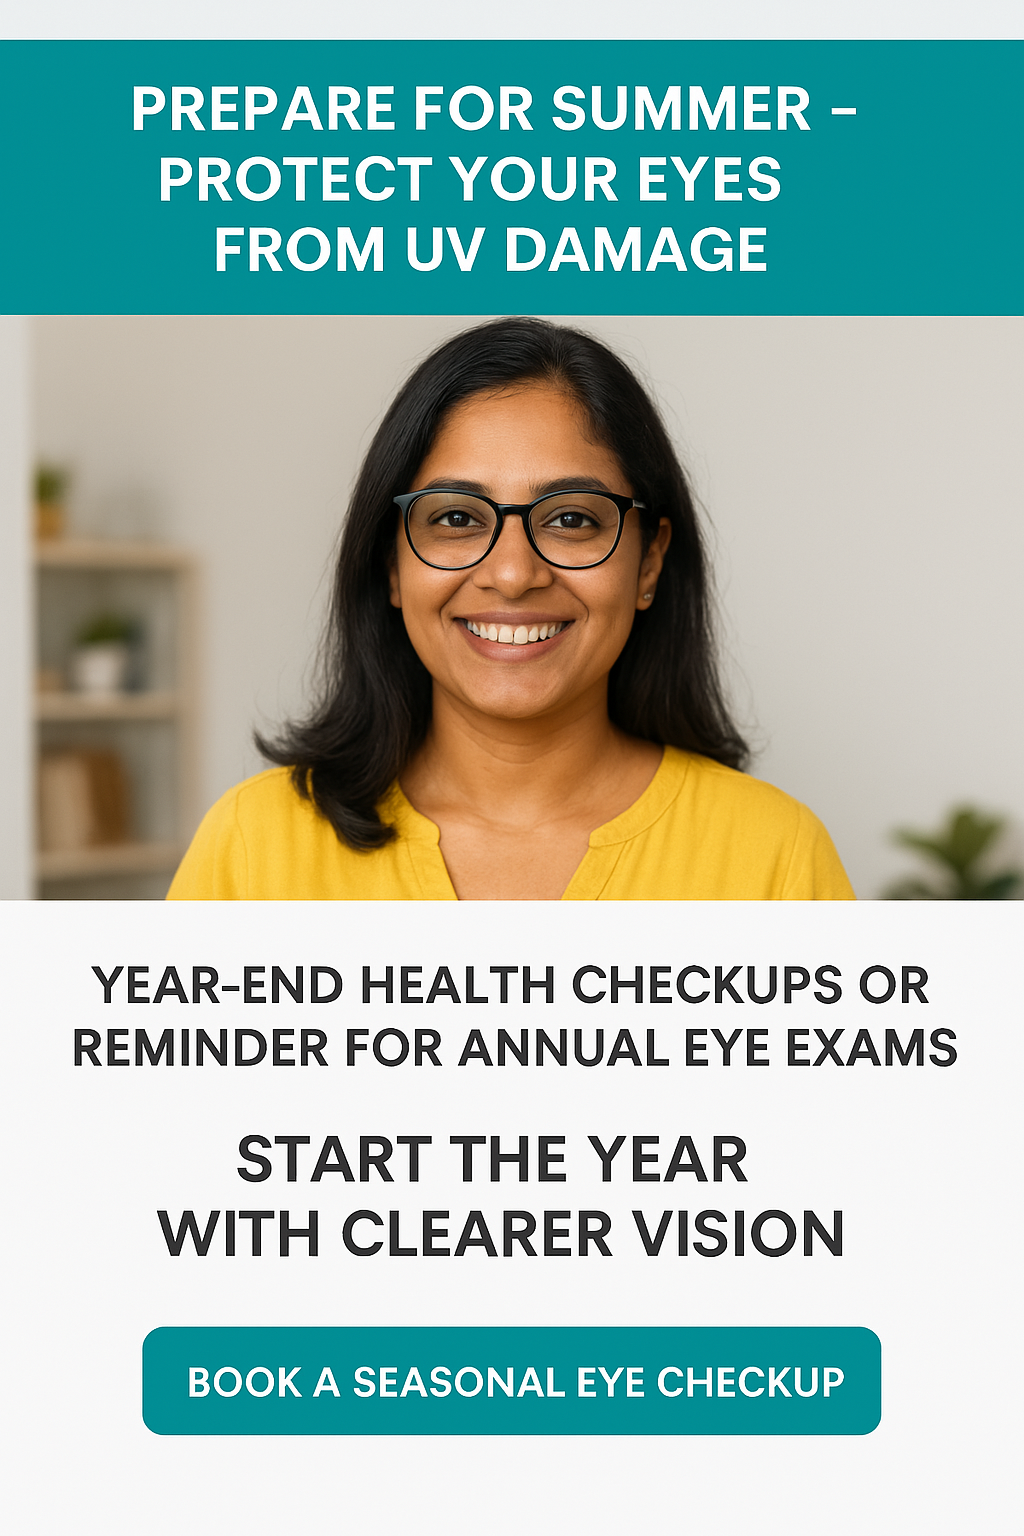 PREPARE FOR SUMMER –
PROTECT YOUR EYES
FROM UV DAMAGE
YEAR-END HEALTH CHECKUPS OR
REMINDER FOR ANNUAL EYE EXAMS
START THE YEAR
WITH CLEARER VISION
BOOK A SEASONAL EYE CHECKUP